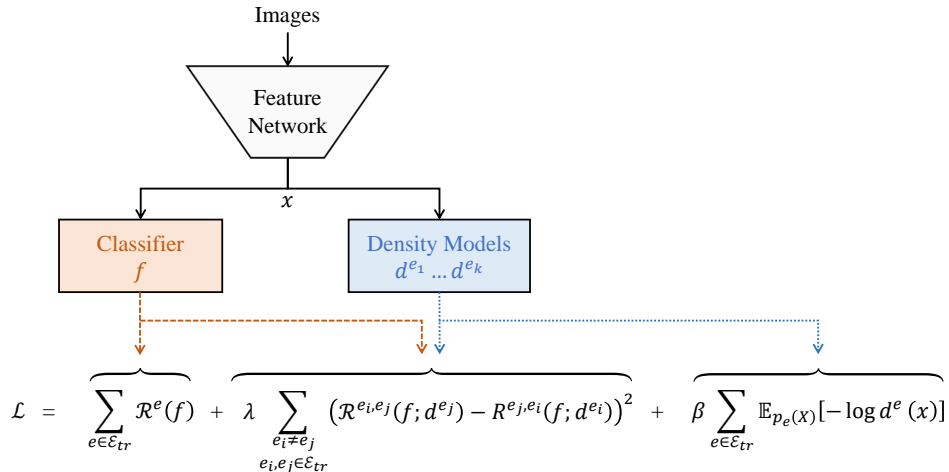 Images
Feature
Network
x
Classifier
f
Density Models
d^{e_1} … d^{e_k}
ℒ = ∑_{e∈ℰ_{tr}} ℛ^e(f) + λ ∑_{e_i≠e_j e_i,e_j∈ℰ_{tr}} (ℛ^{e_i,e_j}(f; d^{e_j}) − R^{e_j,e_i}(f; d^{e_i}))^2 + β ∑_{e∈ℰ_{tr}} 𝔼_{p_e(X)}[− log d^e (x)]